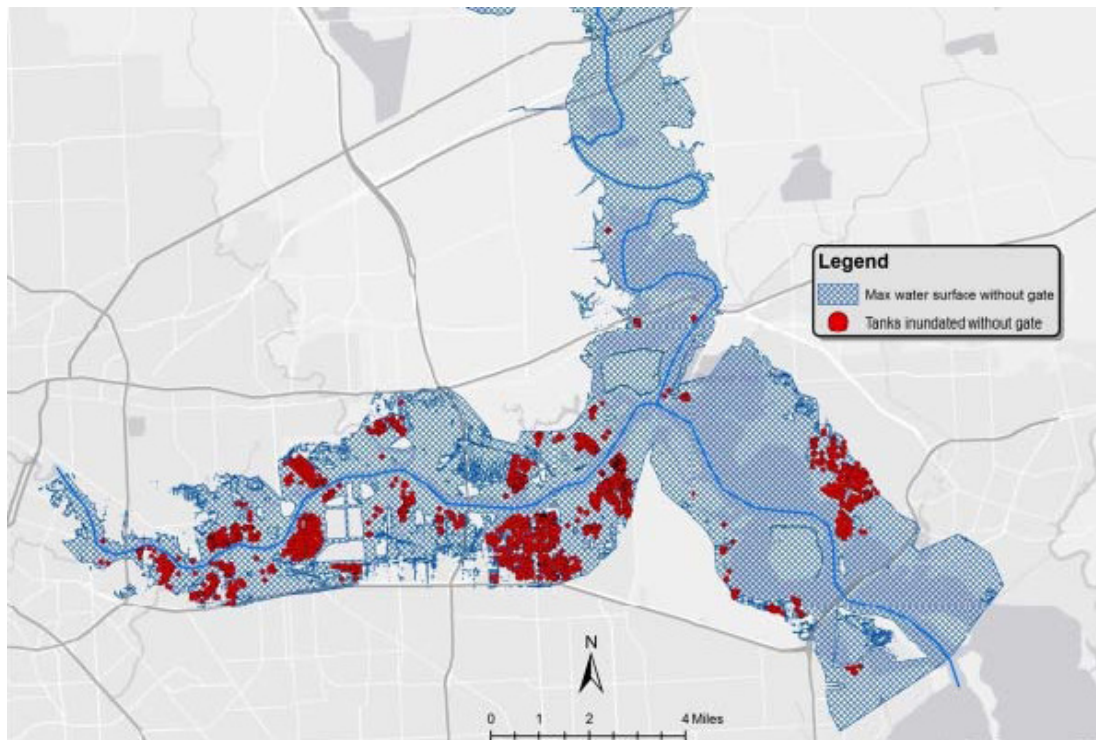 Legend
Max water surface without gate
Tanks inundated without gate
N
0 1 2 4 Miles